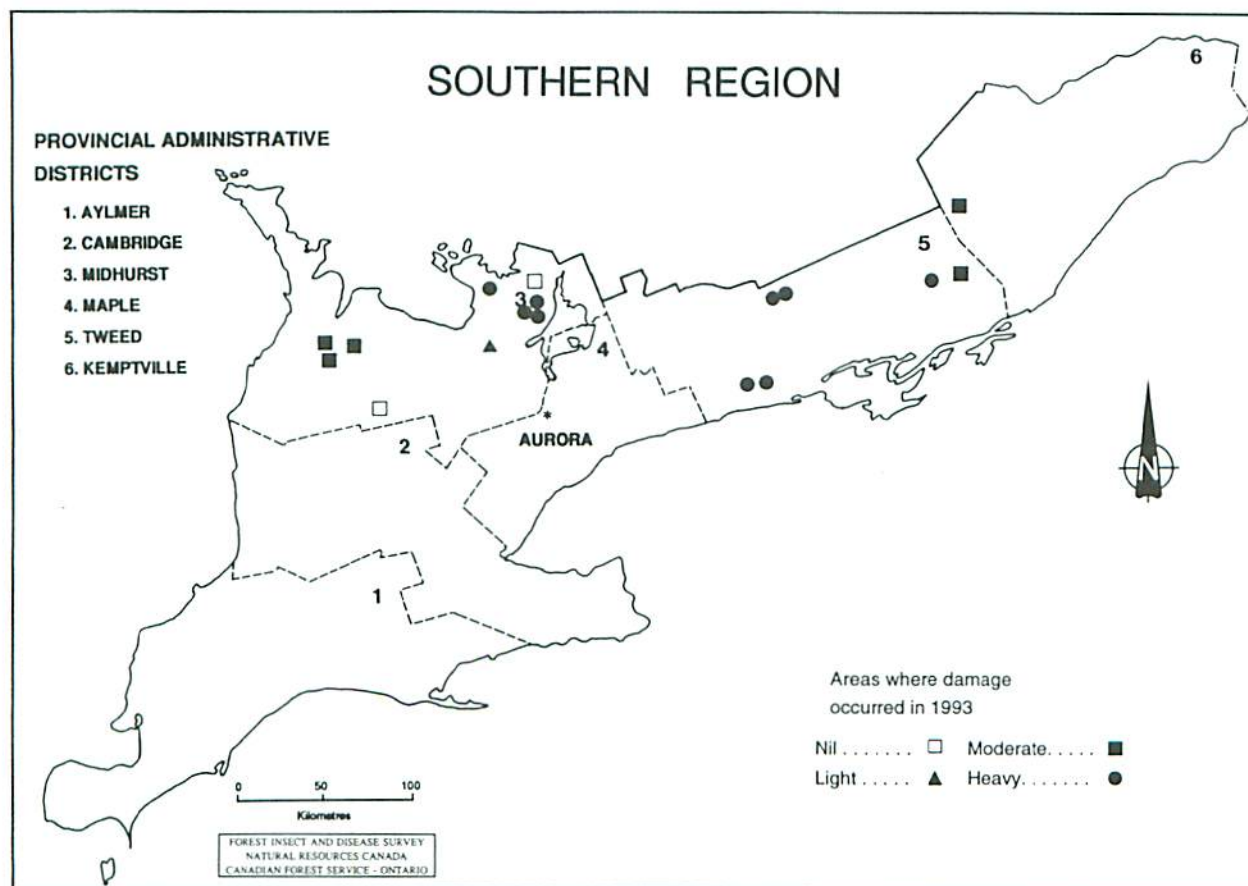 SOUTHERN REGION
PROVINCIAL ADMINISTRATIVE
DISTRICTS
1. AYLMER
2. CAMBRIDGE
3. MIDHURST
4. MAPLE
5. TWEED
6. KEMPTVILLE
6
5
3
4
AURORA
2
1
N
Areas where damage
occurred in 1993
Nil ....... □ Moderate..... ■
Light ..... ▲ Heavy....... ●
0 50 100
Kilometres
FOREST INSECT AND DISEASE SURVEY
NATURAL RESOURCES CANADA
CANADIAN FOREST SERVICE - ONTARIO